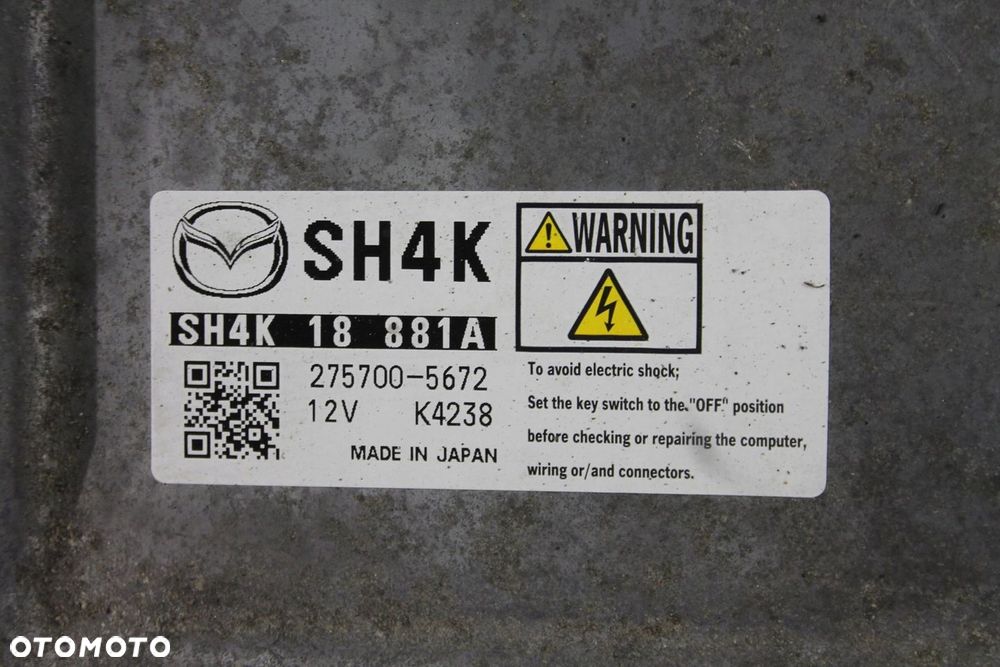 SH4K
SH4K 18 881A
275700-5672
12V K4238
MADE IN JAPAN
WARNING
To avoid electric shock;
Set the key switch to the "OFF" position
before checking or repairing the computer,
wiring or/and connectors.
OTOMOTO